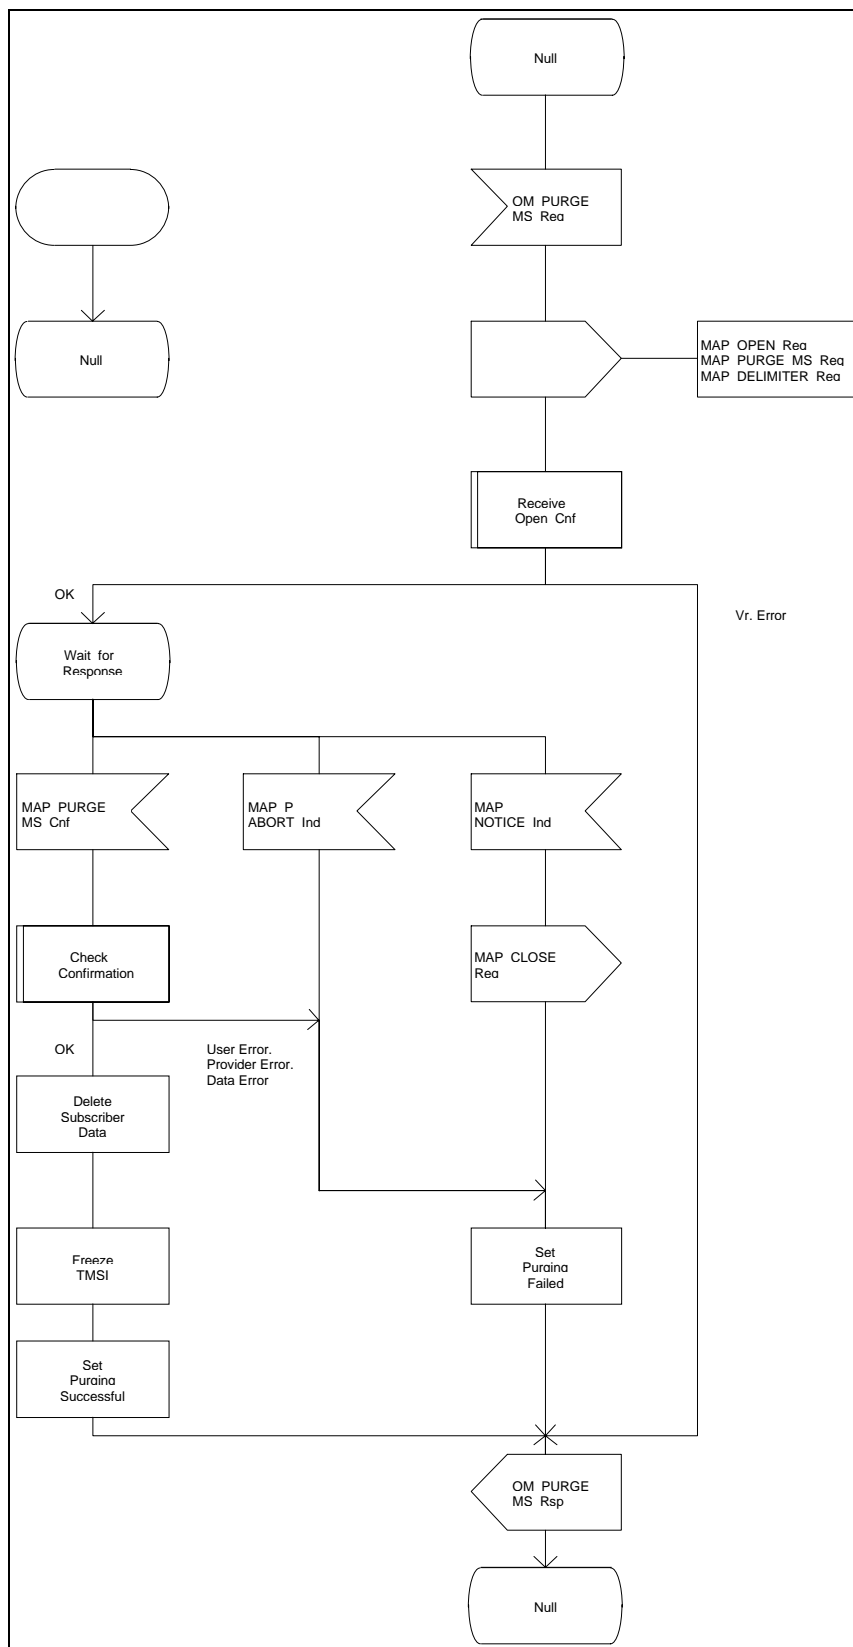 Null
OM PURGE
MS Req
Null
MAP OPEN Req
MAP PURGE MS Req
MAP DELIMITER Req
Receive
Open Cnf
OK
Vr. Error
Wait for
Response
MAP PURGE
MS Cnf
MAP P
ABORT Ind
MAP
NOTICE Ind
Check
Confirmation
MAP CLOSE
Req
OK
User Error.
Provider Error.
Data Error
Delete
Subscriber
Data
Freeze
TMSI
Set
Purging
Failed
Set
Purging
Successful
OM PURGE
MS Rsp
Null